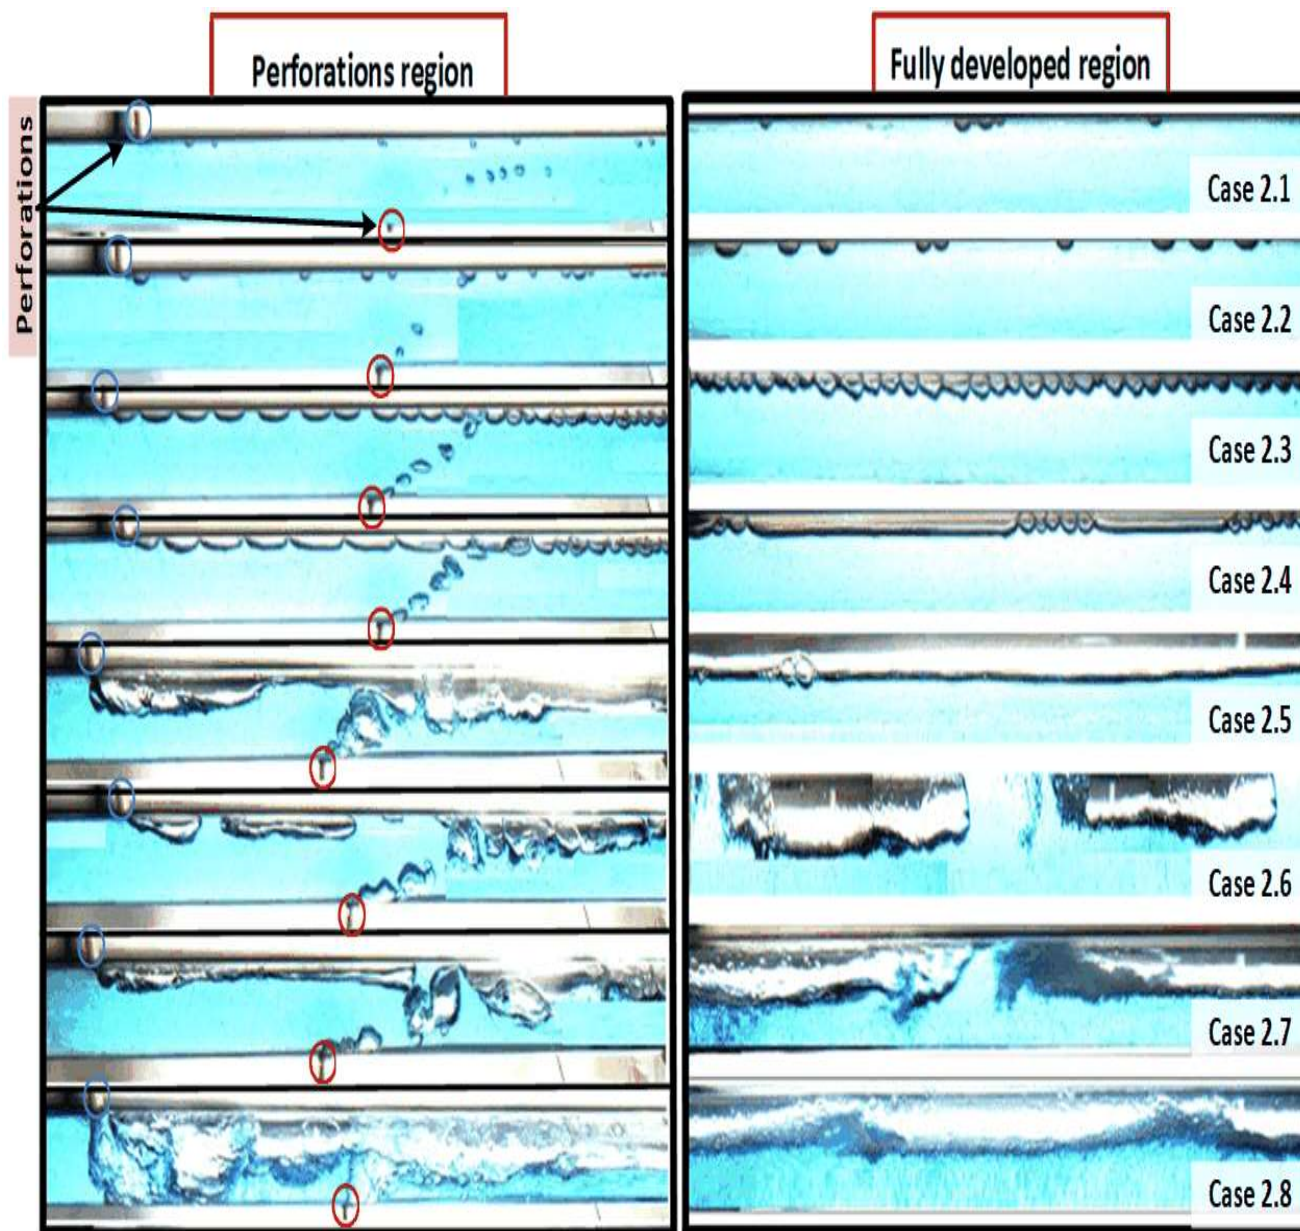 Perforations region
Fully developed region
Perforations
Case 2.1
Case 2.2
Case 2.3
Case 2.4
Case 2.5
Case 2.6
Case 2.7
Case 2.8